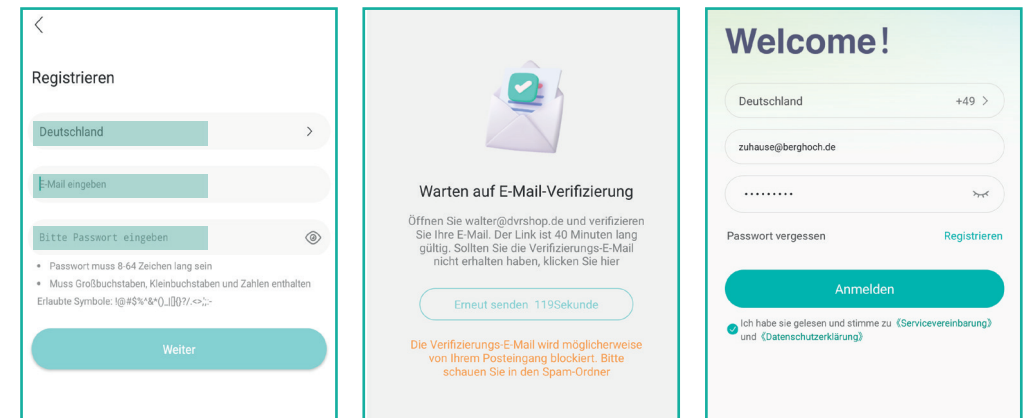 Registrieren
Deutschland
E-Mail eingeben
Bitte Passwort eingeben
• Passwort muss 8-64 Zeichen lang sein
• Muss Großbuchstaben, Kleinbuchstaben und Zahlen enthalten
Erlaubte Symbole: !@#$%^&*()_|[]{}?/.<>,;:-
Weiter
Warten auf E-Mail-Verifizierung
Öffnen Sie walter@dvrshop.de und verifizieren
Sie Ihre E-Mail. Der Link ist 40 Minuten lang
gültig. Sollten Sie die Verifizierungs-E-Mail
nicht erhalten haben, klicken Sie hier
Erneut senden 119Sekunde
Die Verifizierungs-E-Mail wird möglicherweise
von Ihrem Posteingang blockiert. Bitte
schauen Sie in den Spam-Ordner
Welcome!
Deutschland +49 >
zuhause@berghoch.de
•••••••••
Passwort vergessen Registrieren
Anmelden
Ich habe sie gelesen und stimme zu 《Servicevereinbarung》
und 《Datenschutzerklärung》